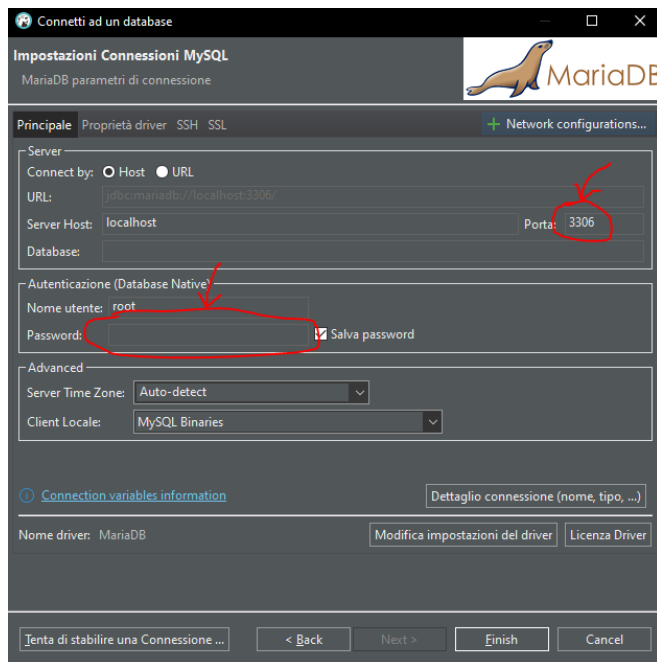 Connetti ad un database
Impostazioni Connessioni MySQL
MariaDB parametri di connessione
MariaDB
Principale Proprietà driver SSH SSL
+ Network configurations...
Server
Connect by: Host URL
URL: jdbc:mariadb://localhost:3306/
Server Host: localhost Porta: 3306
Database:
Autenticazione (Database Native)
Nome utente: root
Password: Salva password
Advanced
Server Time Zone: Auto-detect
Client Locale: MySQL Binaries
Connection variables information
Dettaglio connessione (nome, tipo, ...)
Nome driver: MariaDB Modifica impostazioni del driver Licenza Driver
Tenta di stabilire una Connessione ... < Back Next > Finish Cancel